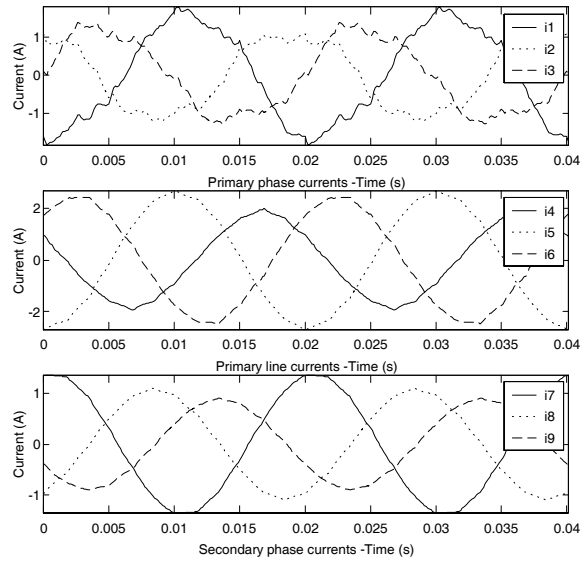 1
0
-1
Current (A)
i1
i2
i3
0 0.005 0.01 0.015 0.02 0.025 0.03 0.035 0.04
Primary phase currents -Time (s)
2
0
-2
Current (A)
i4
i5
i6
0 0.005 0.01 0.015 0.02 0.025 0.03 0.035 0.04
Primary line currents -Time (s)
1
0
-1
Current (A)
i7
i8
i9
0 0.005 0.01 0.015 0.02 0.025 0.03 0.035 0.04
Secondary phase currents -Time (s)